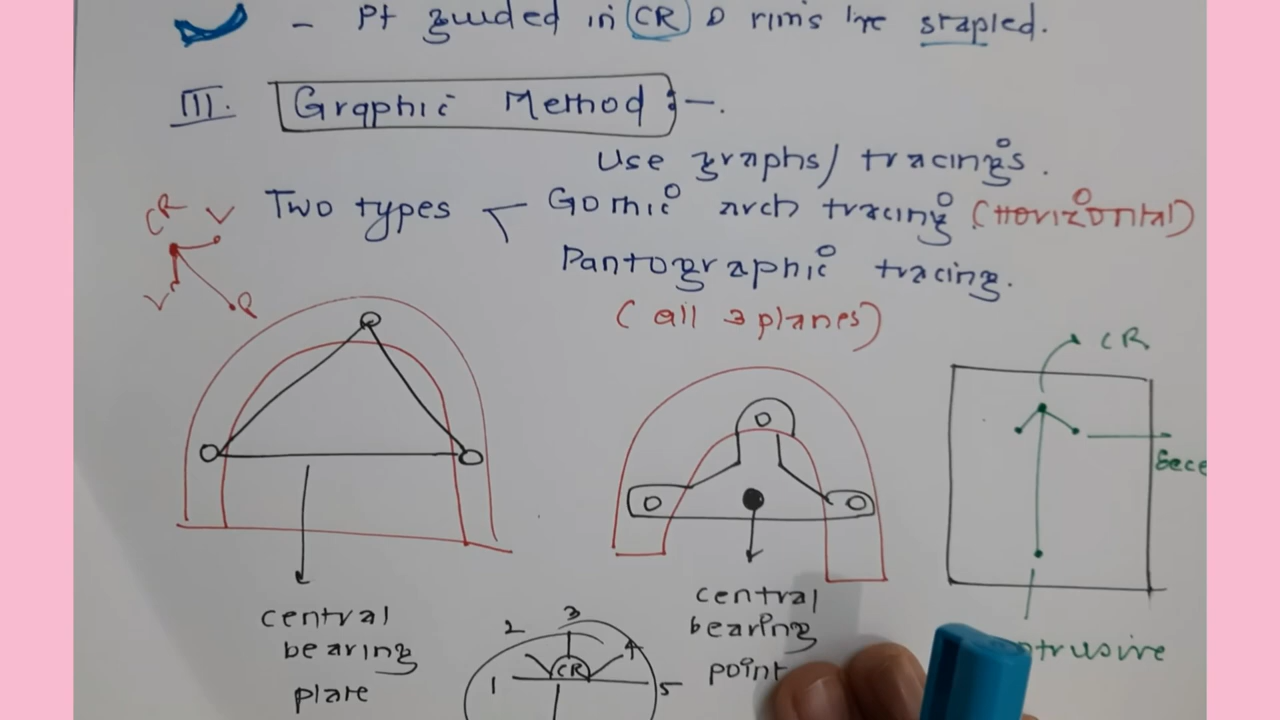 - Pt guided in CR & rims are stapled.
III. Graphic Method :-.
Use graphs/ tracings.
Two types
Gothic arch tracing (Horizontal)
Pantographic tracing.
(all 3 planes)
CR
P
CR
central
bearing
plate
central
bearing
point
1 2 3 4 5
CR